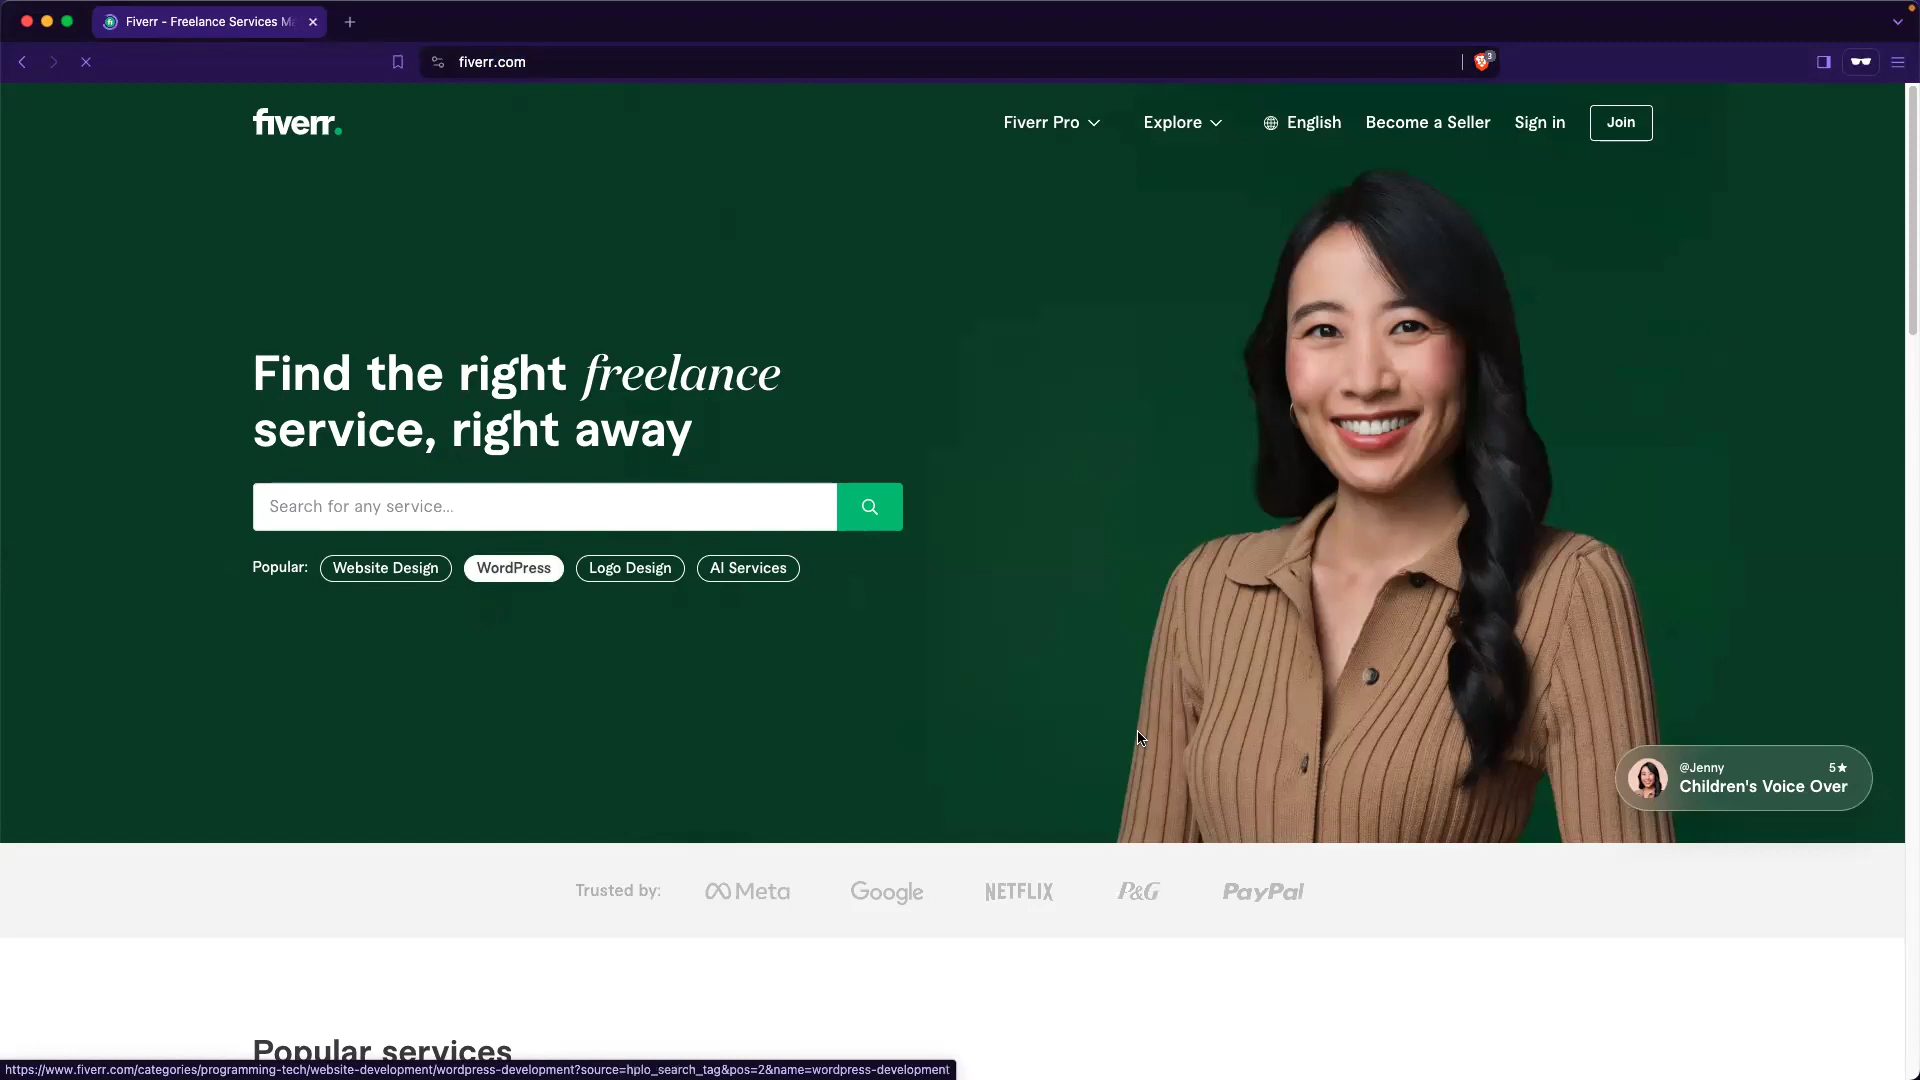 Fiverr - Freelance Services Ma
fiverr.com
3
fiverr.
Fiverr Pro
Explore
English
Become a Seller
Sign in
Join
Find the right freelance
service, right away
Search for any service...
Popular:
Website Design
WordPress
Logo Design
AI Services
@Jenny
5★
Children's Voice Over
Trusted by:
Meta
Google
NETFLIX
P&G
PayPal
Popular services
https://www.fiverr.com/categories/programming-tech/website-development/wordpress-development?source=hplo_search_tag&pos=2&name=wordpress-development